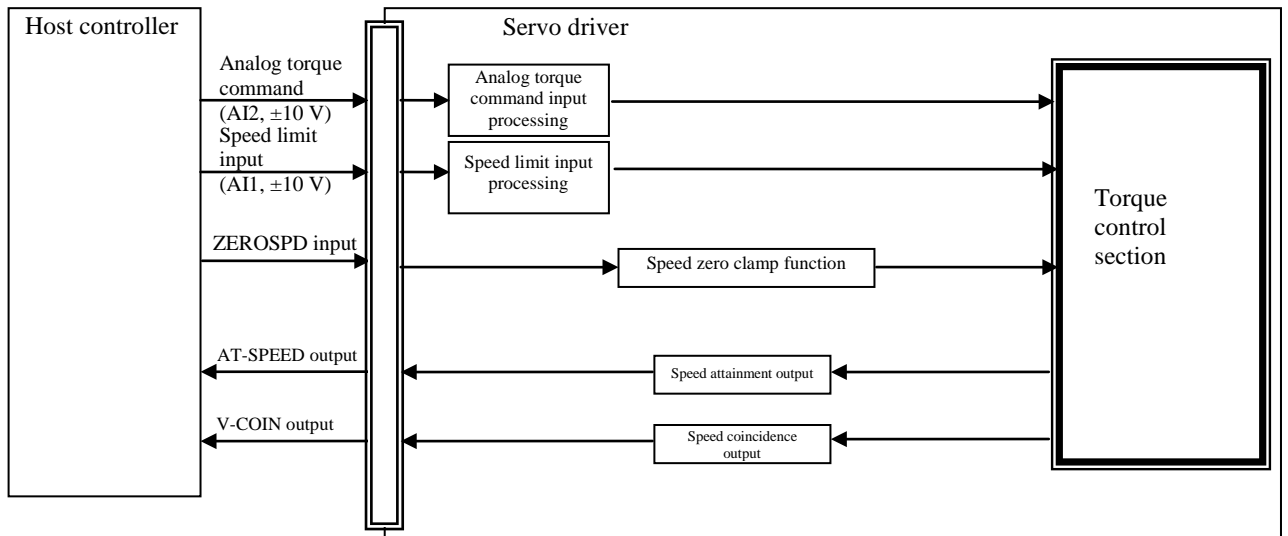 Host controller
Servo driver
Analog torque
command
(AI2, ±10 V)
Speed limit
input
(AI1, ±10 V)
ZEROSPD input
AT-SPEED output
V-COIN output
Analog torque
command input
processing
Speed limit input
processing
Speed zero clamp function
Speed attainment output
Speed coincidence
output
Torque
control
section